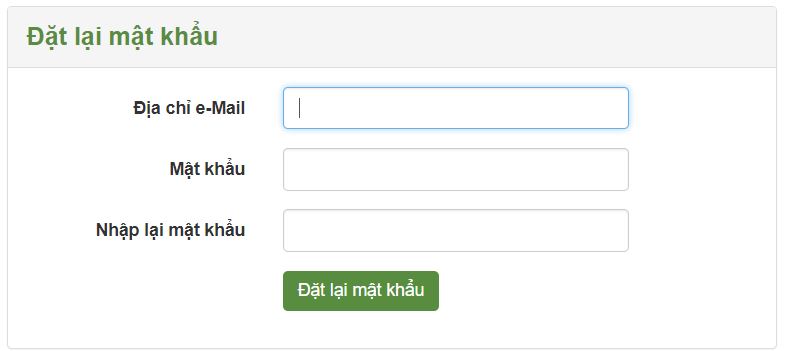 Đặt lại mật khẩu
Địa chỉ e-Mail
Mật khẩu
Nhập lại mật khẩu
Đặt lại mật khẩu